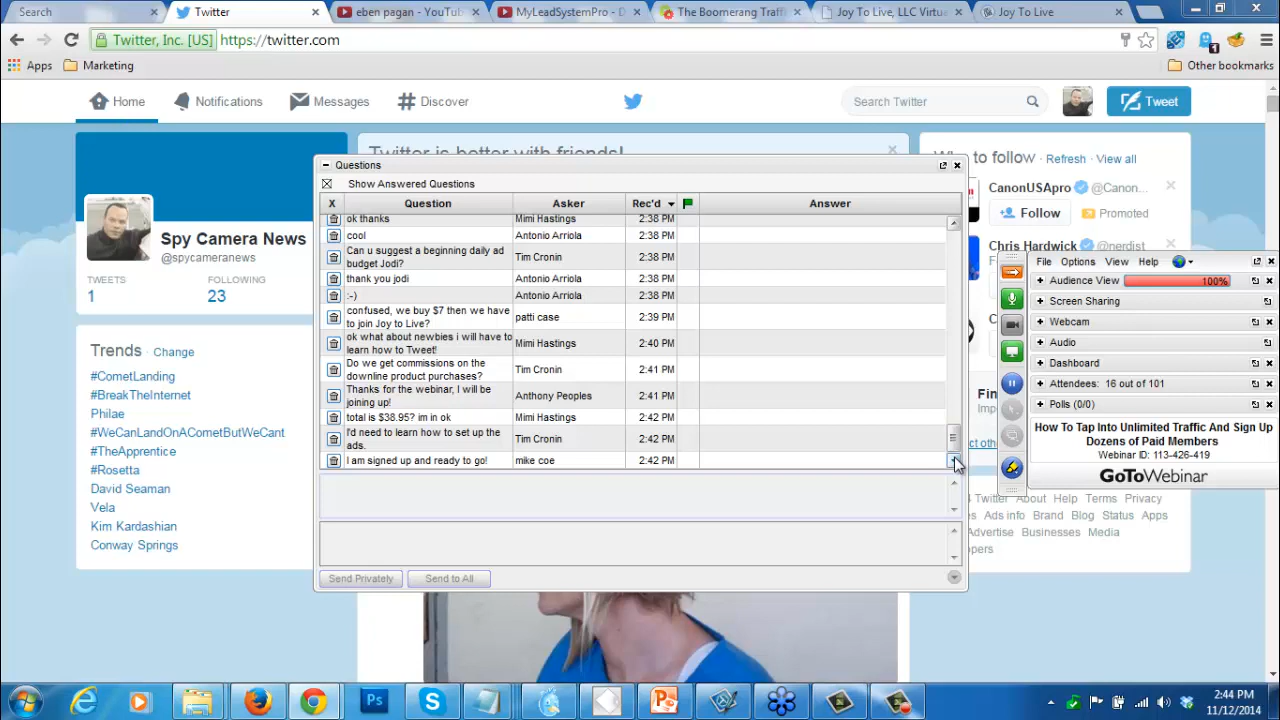 Search
Twitter
eben pagan - YouTub
MyLeadSystemPro - D
The Boomerang Traffi
Joy To Live, LLC Virtua
Joy To Live
Twitter, Inc. [US]
https://twitter.com
1
Apps
Marketing
Other bookmarks
Home
Notifications
Messages
Discover
Search Twitter
Tweet
Twitter is better with friends!
to follow · Refresh · View all
Spy Camera News
@spycameranews
TWEETS
FOLLOWING
1
23
Trends · Change
#CometLanding
#BreakTheInternet
Philae
#WeCanLandOnACometButWeCant
#TheApprentice
#Rosetta
David Seaman
Vela
Kim Kardashian
Conway Springs
Questions
Show Answered Questions
X
Question
Asker
Rec'd
Answer
ok thanks
Mimi Hastings
2:38 PM
cool
Antonio Arriola
2:38 PM
Can u suggest a beginning daily ad
budget Jodi?
Tim Cronin
2:38 PM
thank you jodi
Antonio Arriola
2:38 PM
:-)
Antonio Arriola
2:38 PM
confused, we buy $7 then we have
to join Joy to Live?
patti case
2:39 PM
ok what about newbies i will have to
learn how to Tweet!
Mimi Hastings
2:40 PM
Do we get commissions on the
downline product purchases?
Tim Cronin
2:41 PM
Thanks for the webinar, I will be
joining up!
Anthony Peoples
2:41 PM
total is $38.95? im in ok
Mimi Hastings
2:42 PM
I'd need to learn how to set up the
ads.
Tim Cronin
2:42 PM
I am signed up and ready to go!
mike coe
2:42 PM
Send Privately
Send to All
CanonUSApro
@Canon...
Follow
Promoted
Chris Hardwick
@nerdist
File
Options
View
Help
Audience View
100%
Screen Sharing
Webcam
Audio
Dashboard
Attendees: 16 out of 101
Polls (0/0)
How To Tap Into Unlimited Traffic And Sign Up
Dozens of Paid Members
Webinar ID: 113-426-419
GoToWebinar
Twitter
About
Help
Terms
Privacy
Ads info
Brand
Blog
Status
Apps
Advertise
Businesses
Media
2:44 PM
11/12/2014